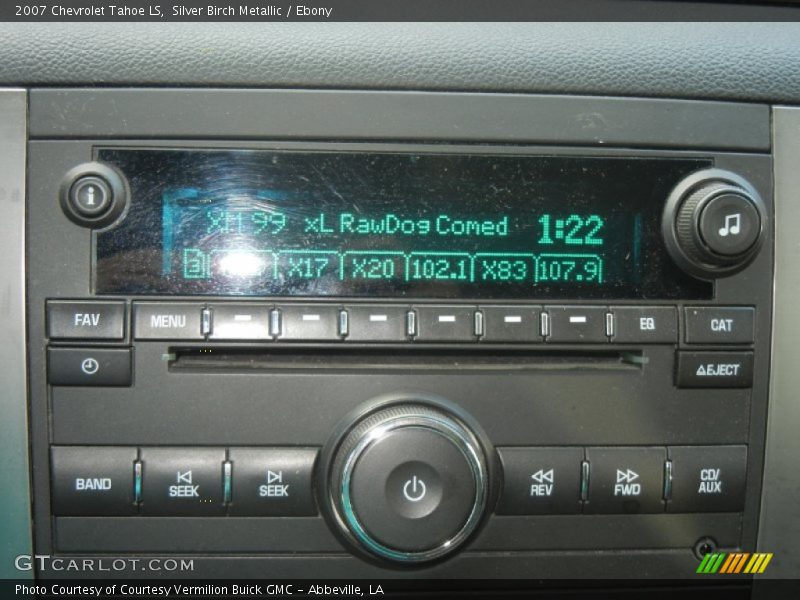 2007 Chevrolet Tahoe LS,  Silver Birch Metallic / Ebony
i
XM 99 xL RawDog Comed 1:22
X17 X20 102.1 X83 107.9
FAV MENU EQ CAT
EJECT
BAND SEEK SEEK REV FWD CD/
AUX
GTCARLOT.COM
Photo Courtesy of Courtesy Vermilion Buick GMC - Abbeville, LA